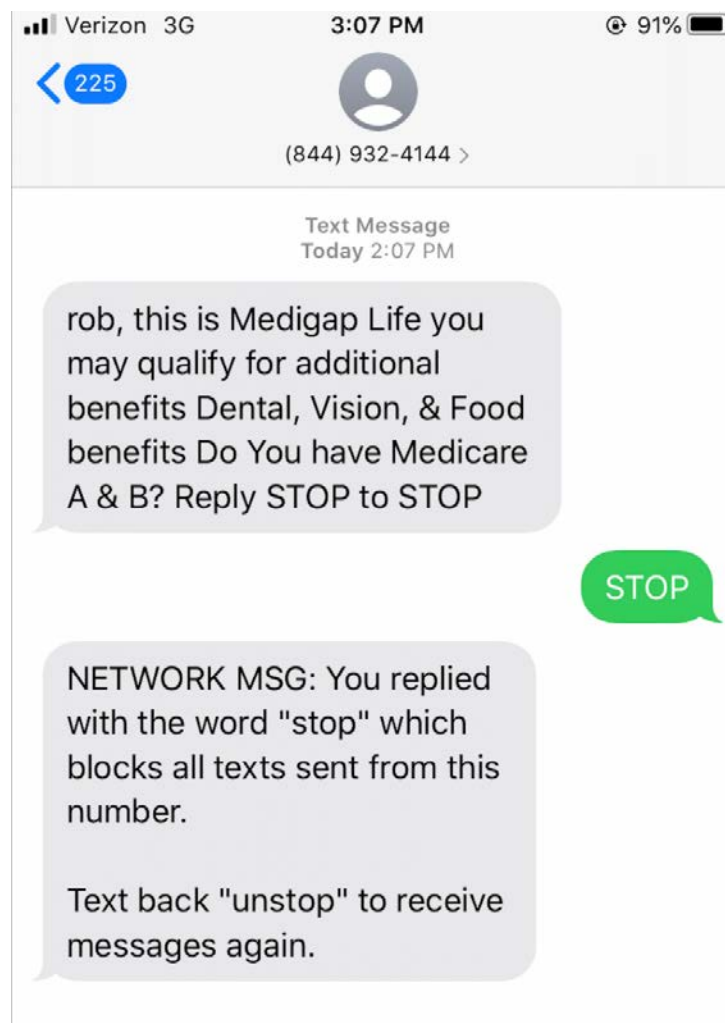 Verizon 3G 3:07 PM 91%
225
(844) 932-4144 >
Text Message
Today 2:07 PM
rob, this is Medigap Life you
may qualify for additional
benefits Dental, Vision, & Food
benefits Do You have Medicare
A & B? Reply STOP to STOP
STOP
NETWORK MSG: You replied
with the word "stop" which
blocks all texts sent from this
number.
Text back "unstop" to receive
messages again.